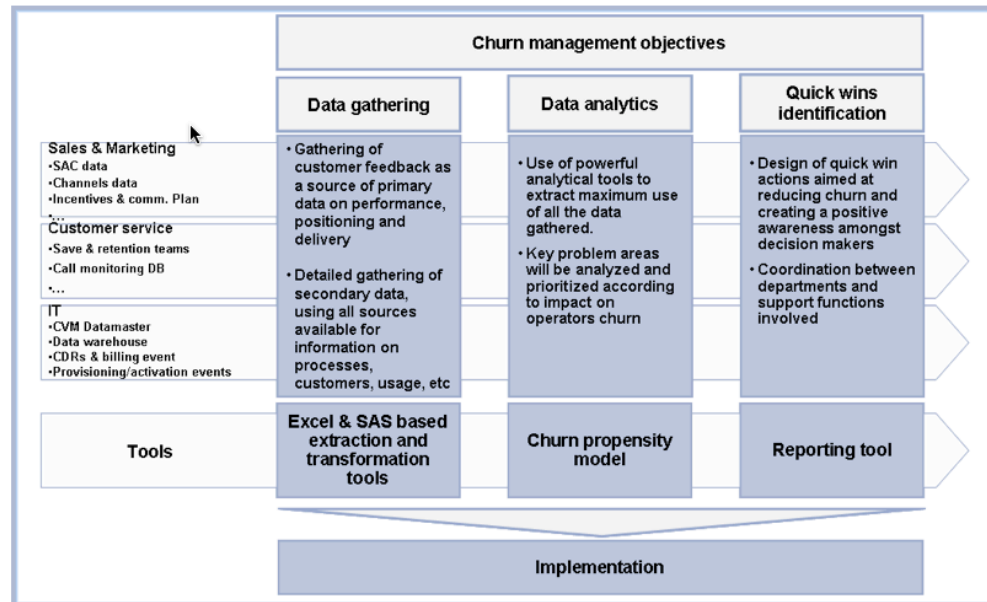 Churn management objectives
Data gathering
Data analytics
Quick wins
identification
Sales & Marketing
•SAC data
•Channels data
•Incentives & comm. Plan
•...
Customer service
•Save & retention teams
•Call monitoring DB
•...
IT
•CVM Datamaster
•Data warehouse
•CDRs & billing event
•Provisioning/activation events
• Gathering of
customer feedback as
a source of primary
data on performance,
positioning and
delivery
• Detailed gathering of
secondary data,
using all sources
available for
information on
processes,
customers, usage, etc
• Use of powerful
analytical tools to
extract maximum use
of all the data
gathered.
• Key problem areas
will be analyzed and
prioritized according
to impact on
operators churn
• Design of quick win
actions aimed at
reducing churn and
creating a positive
awareness amongst
decision makers
• Coordination between
departments and
support functions
involved
Tools
Excel & SAS based
extraction and
transformation
tools
Churn propensity
model
Reporting tool
Implementation